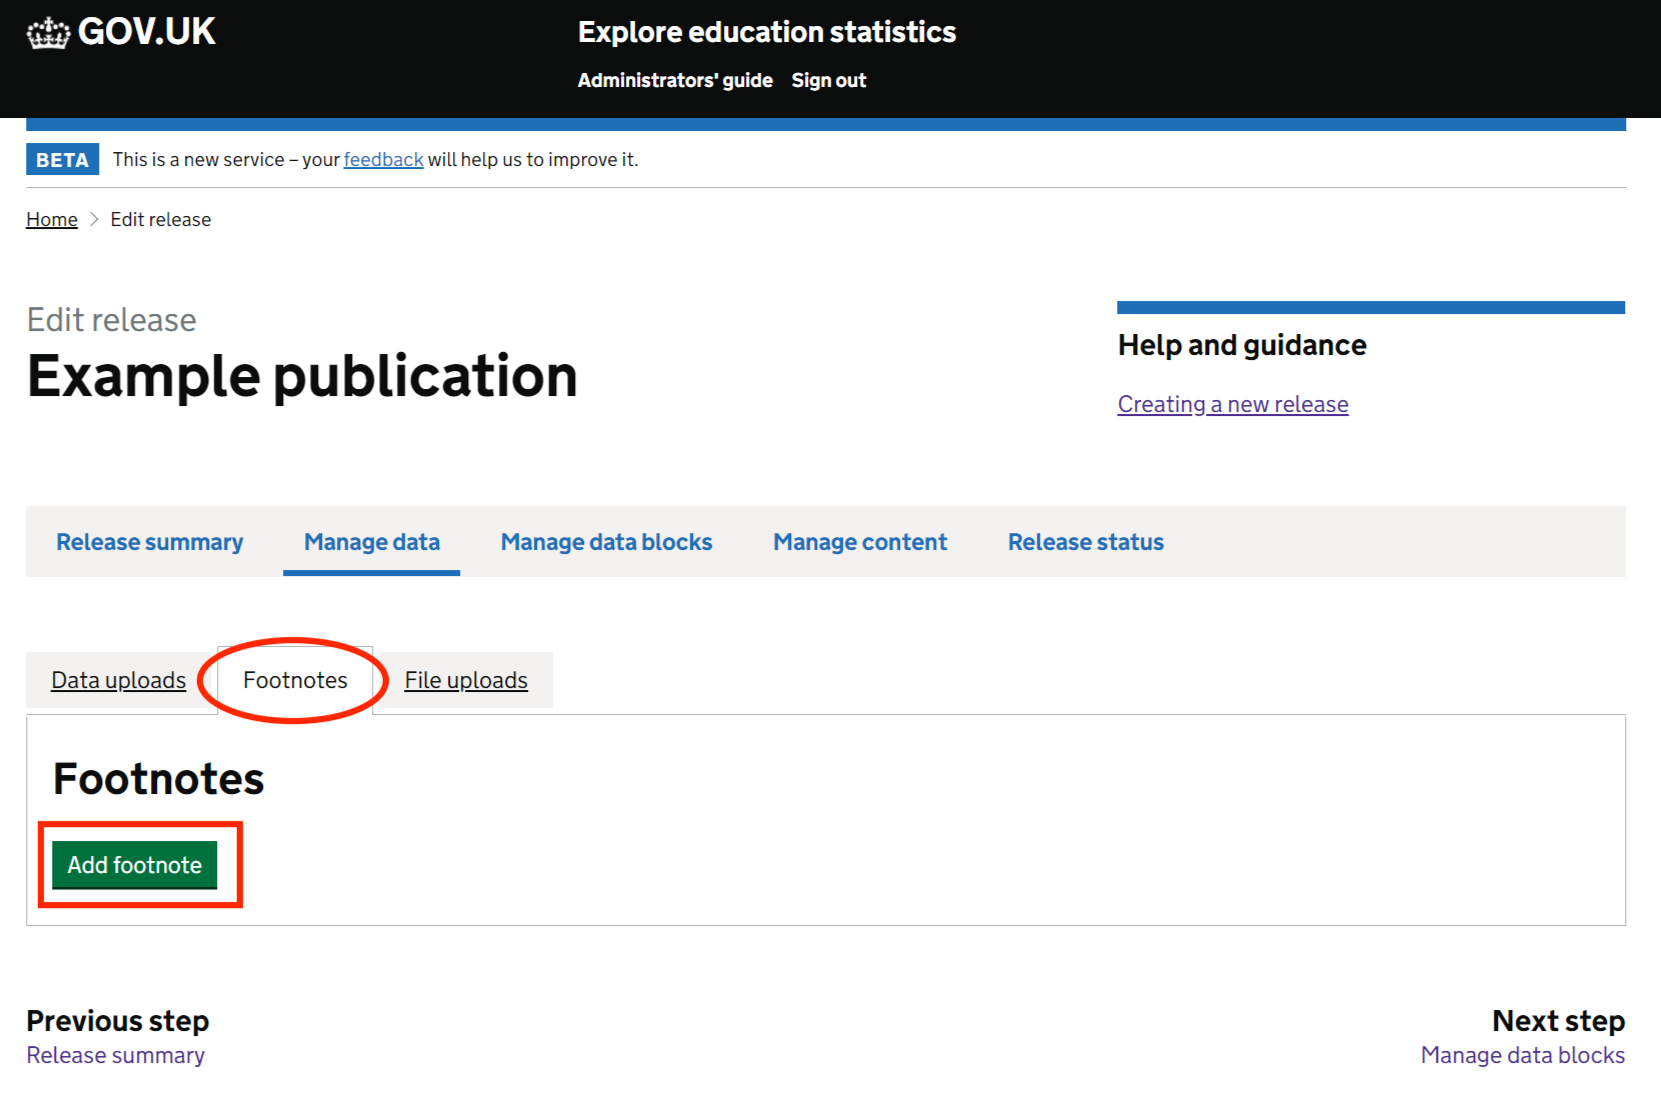 GOV.UK
Explore education statistics
Administrators' guide Sign out
BETA This is a new service – your feedback will help us to improve it.
Home > Edit release
Edit release
Example publication
Help and guidance
Creating a new release
Release summary Manage data Manage data blocks Manage content Release status
Data uploads Footnotes File uploads
Footnotes
Add footnote
Previous step
Release summary
Next step
Manage data blocks